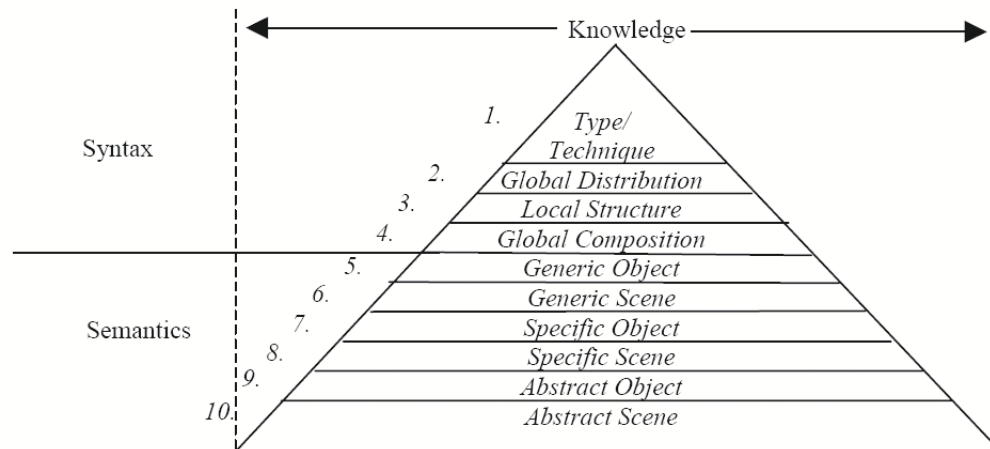 Knowledge
1.
Type/
Technique
Syntax
2.
Global Distribution
3.
Local Structure
4.
Global Composition
5.
Generic Object
6.
Generic Scene
7.
Specific Object
Semantics
8.
Specific Scene
9.
Abstract Object
10.
Abstract Scene